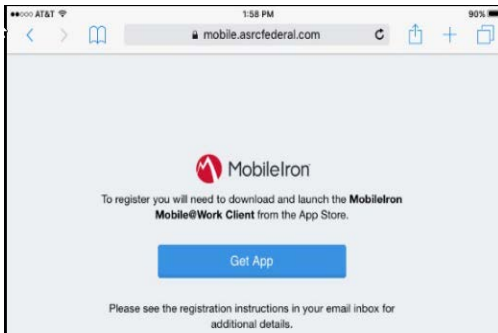 AT&T 1:58 PM 90%
mobile.asrcfederal.com
MobileIron
To register you will need to download and launch the MobileIron
Mobile@Work Client from the App Store.
Get App
Please see the registration instructions in your email inbox for
additional details.